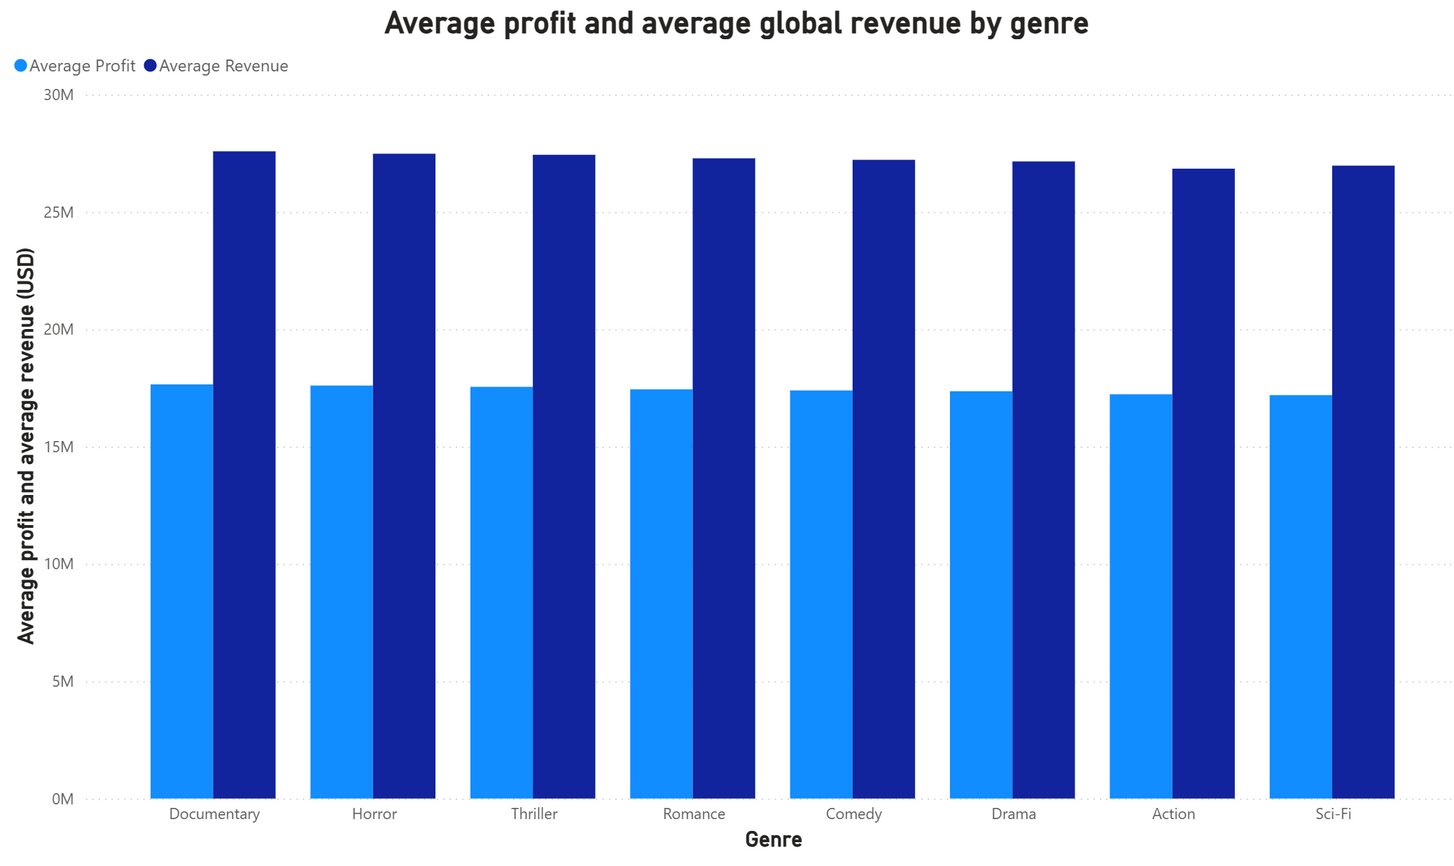 Average profit and average global revenue by genre
Average Profit Average Revenue
30M
25M
20M
15M
10M
5M
0M
Average profit and average revenue (USD)
Documentary Horror Thriller Romance Comedy Drama Action Sci-Fi
Genre